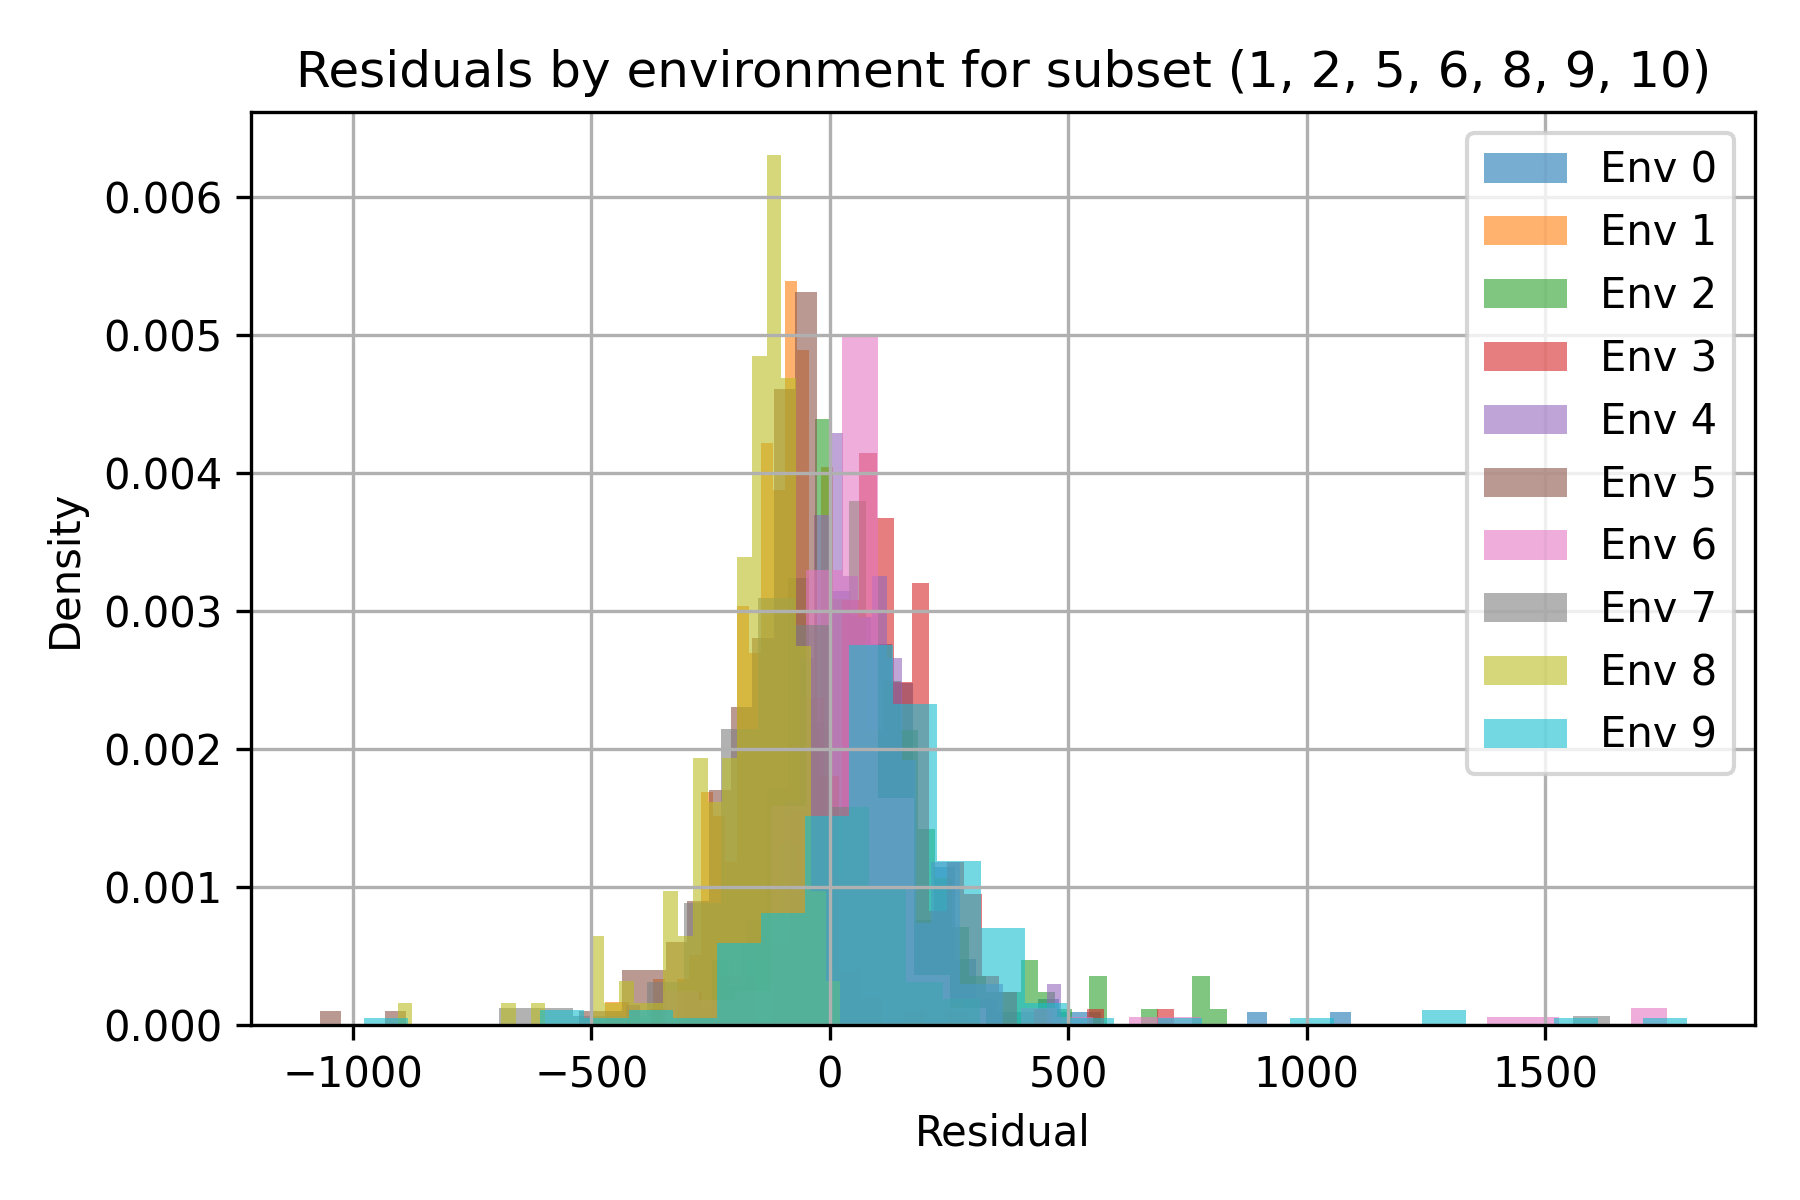 Residuals by environment for subset (1, 2, 5, 6, 8, 9, 10)
Env 0
Env 1
Env 2
Env 3
Env 4
Env 5
Env 6
Env 7
Env 8
Env 9
Density
0.006
0.005
0.004
0.003
0.002
0.001
0.000
−1000 −500 0 500 1000 1500
Residual